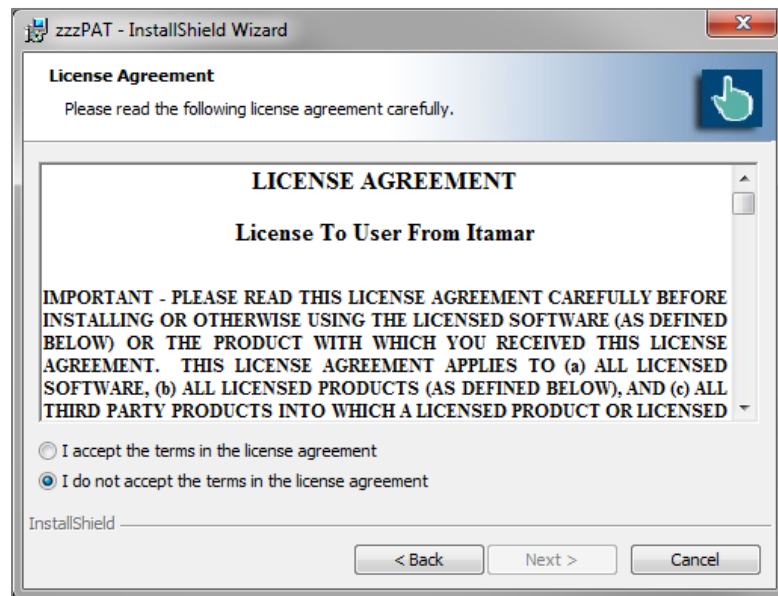 zzzPAT - InstallShield Wizard
License Agreement
Please read the following license agreement carefully.
LICENSE AGREEMENT
License To User From Itamar
IMPORTANT - PLEASE READ THIS LICENSE AGREEMENT CAREFULLY BEFORE
INSTALLING OR OTHERWISE USING THE LICENSED SOFTWARE (AS DEFINED
BELOW) OR THE PRODUCT WITH WHICH YOU RECEIVED THIS LICENSE
AGREEMENT. THIS LICENSE AGREEMENT APPLIES TO (a) ALL LICENSED
SOFTWARE, (b) ALL LICENSED PRODUCTS (AS DEFINED BELOW), AND (c) ALL
THIRD PARTY PRODUCTS INTO WHICH A LICENSED PRODUCT OR LICENSED
I accept the terms in the license agreement
I do not accept the terms in the license agreement
InstallShield
< Back
Next >
Cancel